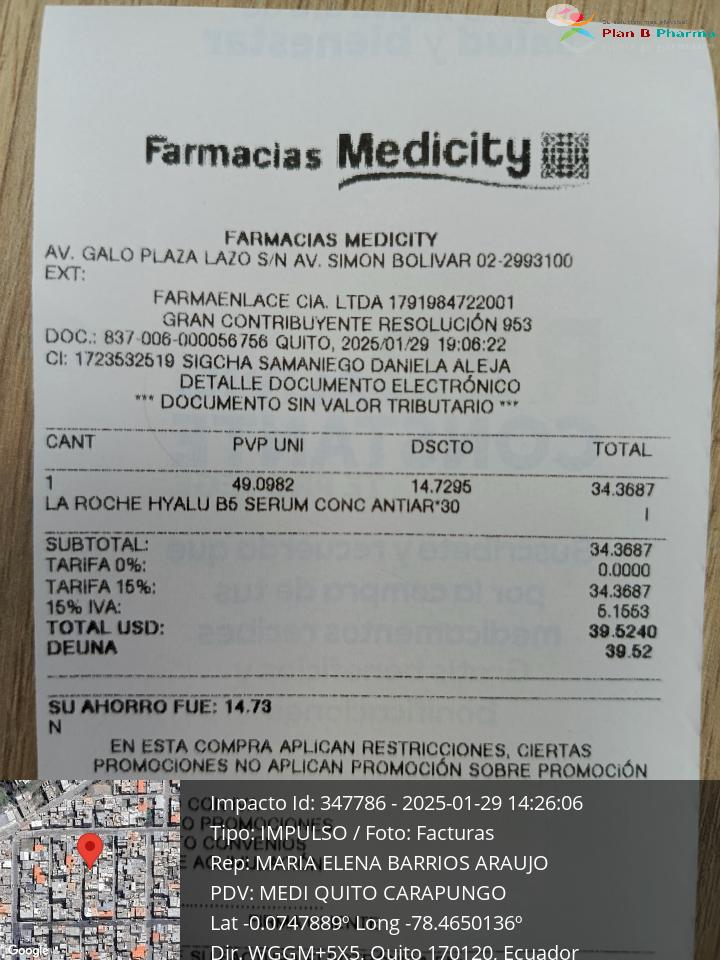 Plan B Pharma
Farmacias Medicity
FARMACIAS MEDICITY
AV. GALO PLAZA LAZO S/N AV. SIMON BOLIVAR 02-2993100
EXT:
FARMAENLACE CIA. LTDA 1791984722001
GRAN CONTRIBUYENTE RESOLUCIÓN 953
DOC.: 837-006-000056756 QUITO, 2025/01/29 19:06:22
CI: 1723532519 SIGCHA SAMANIEGO DANIELA ALEJA
DETALLE DOCUMENTO ELECTRÓNICO
*** DOCUMENTO SIN VALOR TRIBUTARIO ***
CANT PVP UNI DSCTO TOTAL
1 49.0982 14.7295 34.3687
LA ROCHE HYALU B5 SERUM CONC ANTIAR*30 I
SUBTOTAL: 34.3687
TARIFA 0%: 0.0000
TARIFA 15%: 34.3687
15% IVA: 5.1553
TOTAL USD: 39.5240
DEUNA 39.52
SU AHORRO FUE: 14.73
N
EN ESTA COMPRA APLICAN RESTRICCIONES, CIERTAS
PROMOCIONES NO APLICAN PROMOCIÓN SOBRE PROMOCIÓN
Impacto Id: 347786 - 2025-01-29 14:26:06
Tipo: IMPULSO / Foto: Facturas
Rep: MARÍA ELENA BARRIOS ARAUJO
PDV: MEDI QUITO CARAPUNGO
Lat -0.0747889º Long -78.4650136º
Dir. WGGM+5X5, Quito 170120, Ecuador
Google